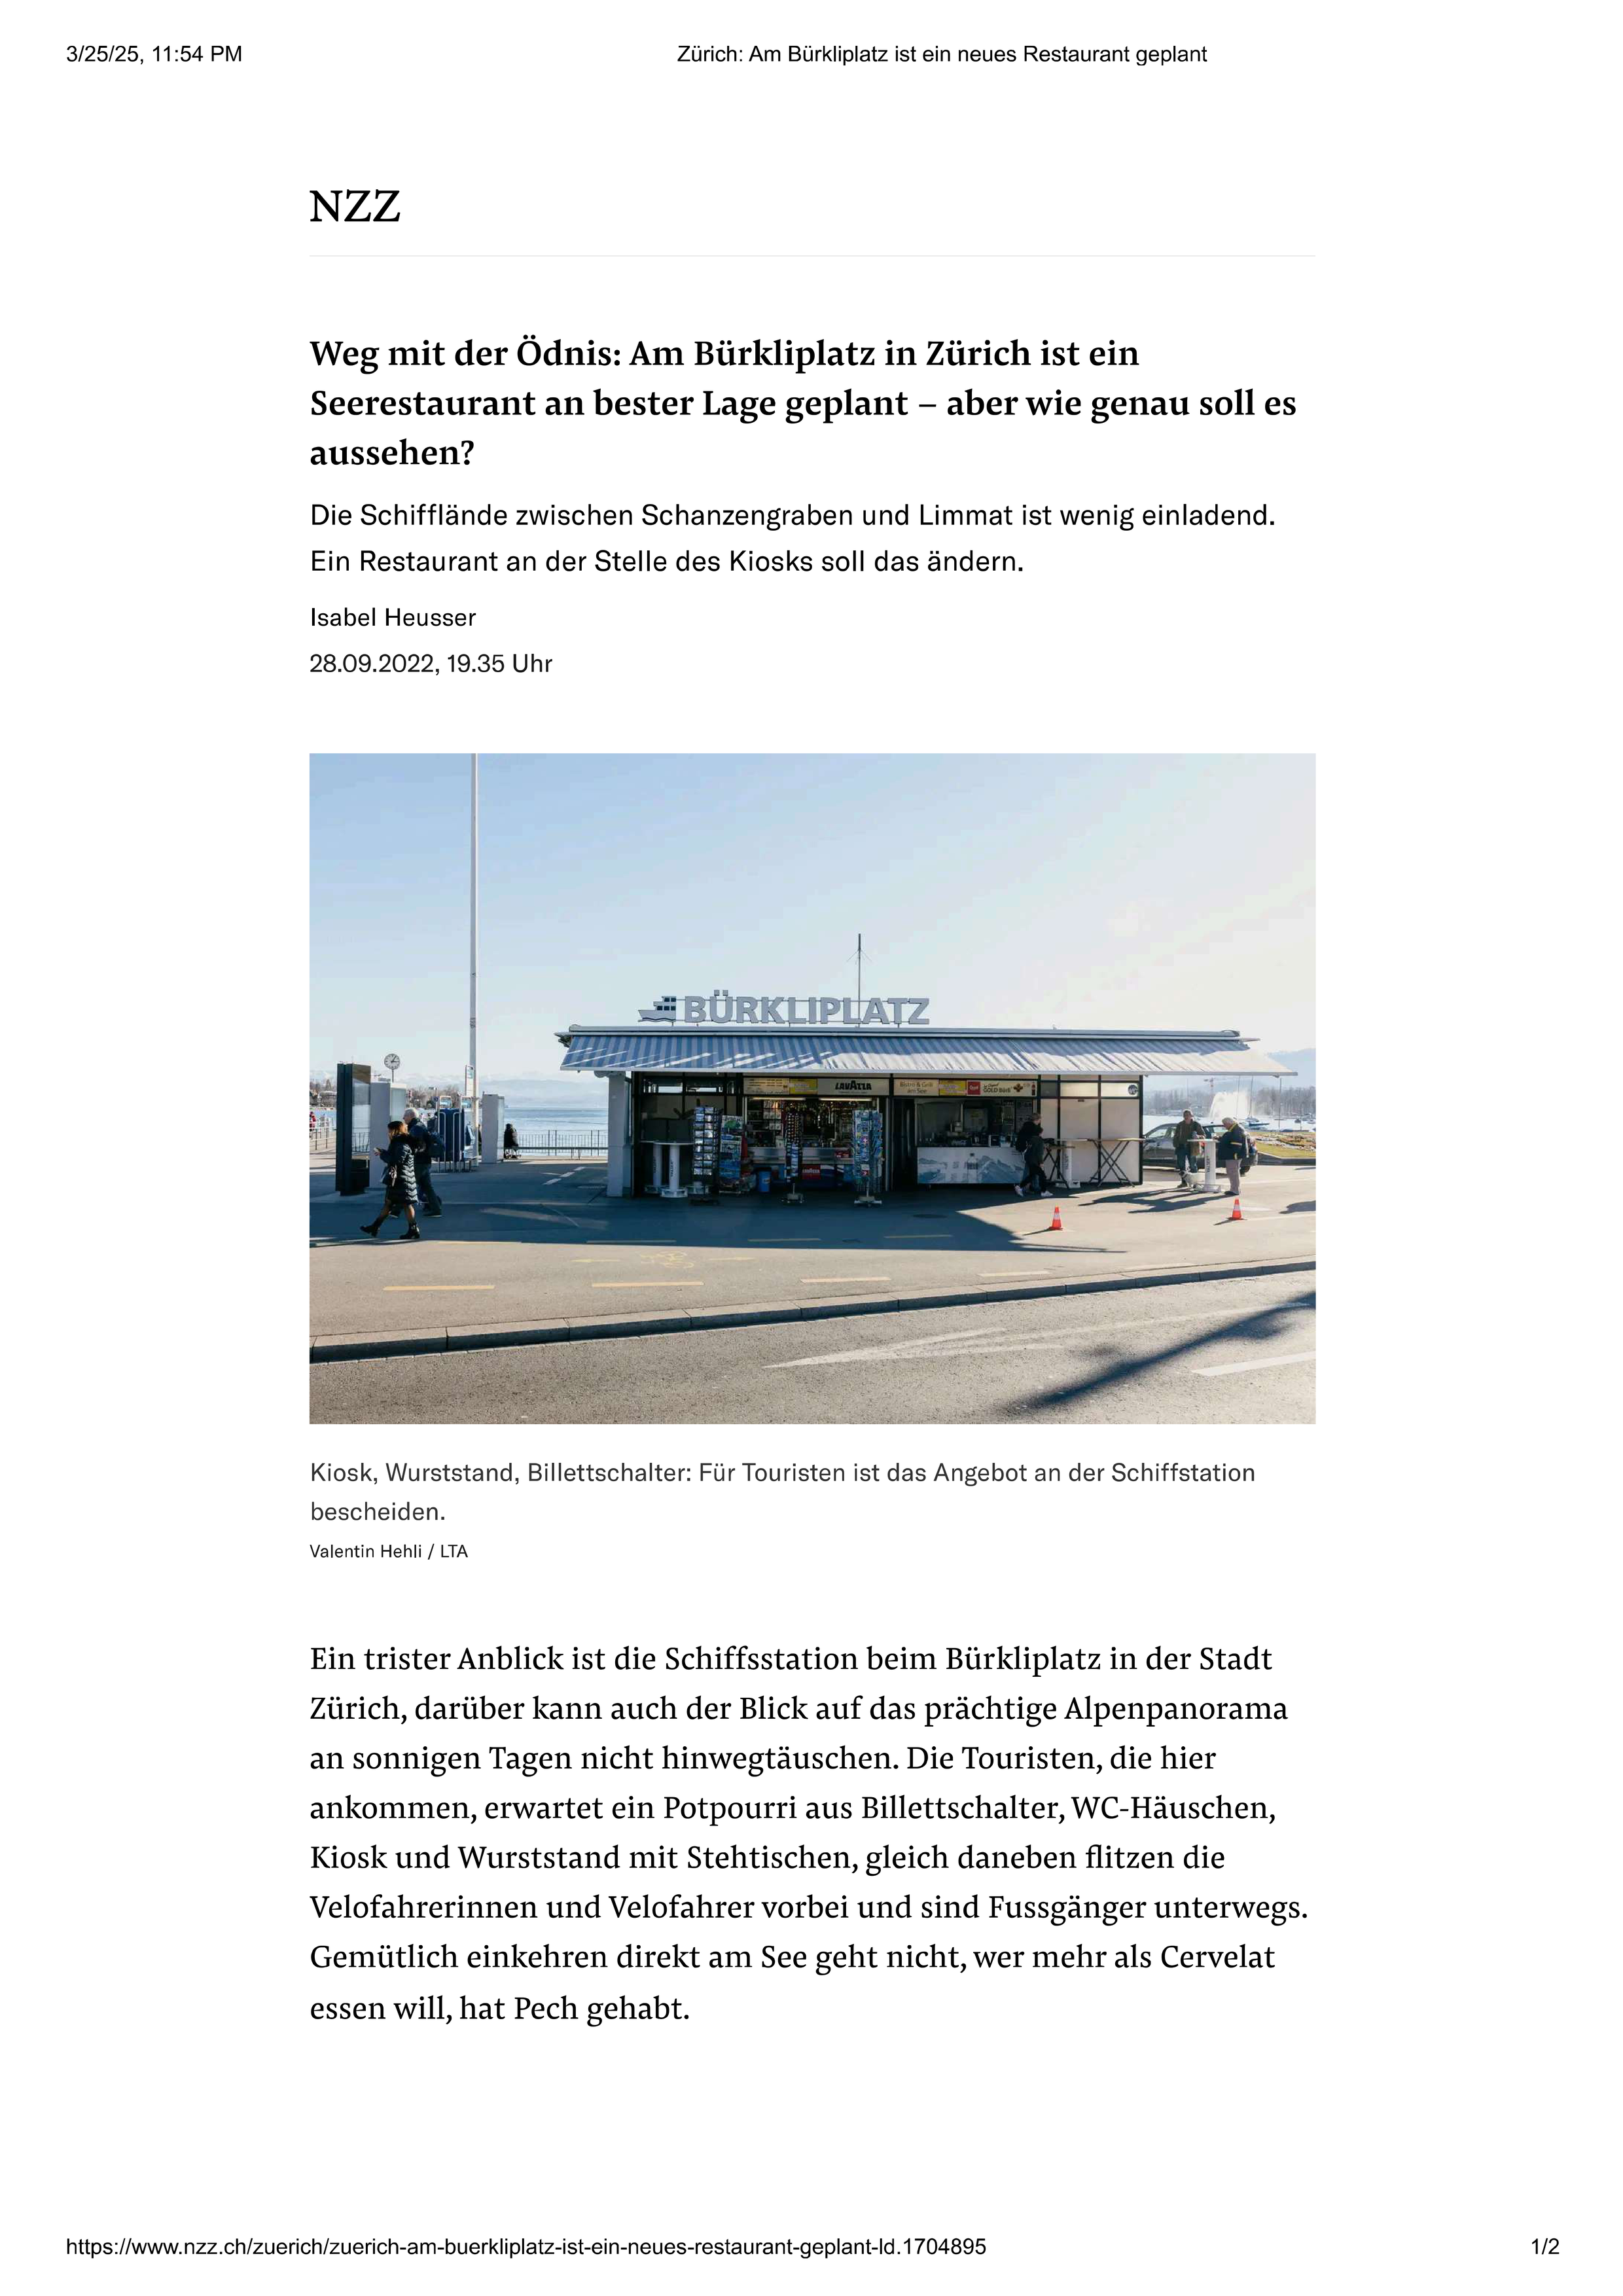 3/25/25, 11:54 PM
Zürich: Am Bürkliplatz ist ein neues Restaurant geplant
NZZ
Weg mit der Ödnis: Am Bürkliplatz in Zürich ist ein
Seerestaurant an bester Lage geplant – aber wie genau soll es
aussehen?
Die Schifflände zwischen Schanzengraben und Limmat ist wenig einladend.
Ein Restaurant an der Stelle des Kiosks soll das ändern.
Isabel Heusser
28.09.2022, 19.35 Uhr
BÜRKLIPLATZ
LAVAZZA
Kiosk, Wurststand, Billettschalter: Für Touristen ist das Angebot an der Schiffstation
bescheiden.
Valentin Hehli / LTA
Ein trister Anblick ist die Schiffsstation beim Bürkliplatz in der Stadt
Zürich, darüber kann auch der Blick auf das prächtige Alpenpanorama
an sonnigen Tagen nicht hinwegtäuschen. Die Touristen, die hier
ankommen, erwartet ein Potpourri aus Billettschalter, WC-Häuschen,
Kiosk und Wurststand mit Stehtischen, gleich daneben flitzen die
Velofahrerinnen und Velofahrer vorbei und sind Fussgänger unterwegs.
Gemütlich einkehren direkt am See geht nicht, wer mehr als Cervelat
essen will, hat Pech gehabt.
https://www.nzz.ch/zuerich/zuerich-am-buerkliplatz-ist-ein-neues-restaurant-geplant-ld.1704895
1/2